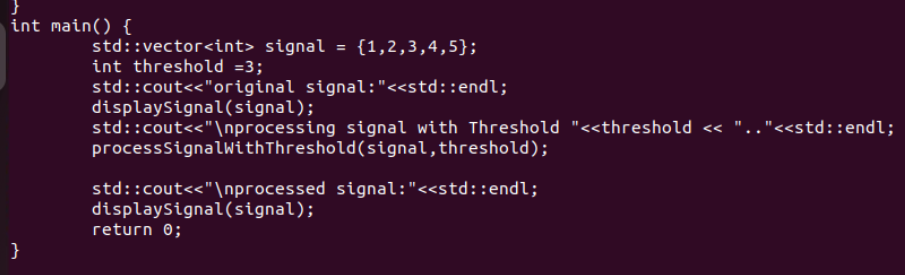 }
int main() {
        std::vector<int> signal = {1,2,3,4,5};
        int threshold =3;
        std::cout<<"original signal:"<<std::endl;
        displaySignal(signal);
        std::cout<<"\nprocessing signal with Threshold "<<threshold << ".."<<std::endl;
        processSignalWithThreshold(signal,threshold);

        std::cout<<"\nprocessed signal:"<<std::endl;
        displaySignal(signal);
        return 0;
}